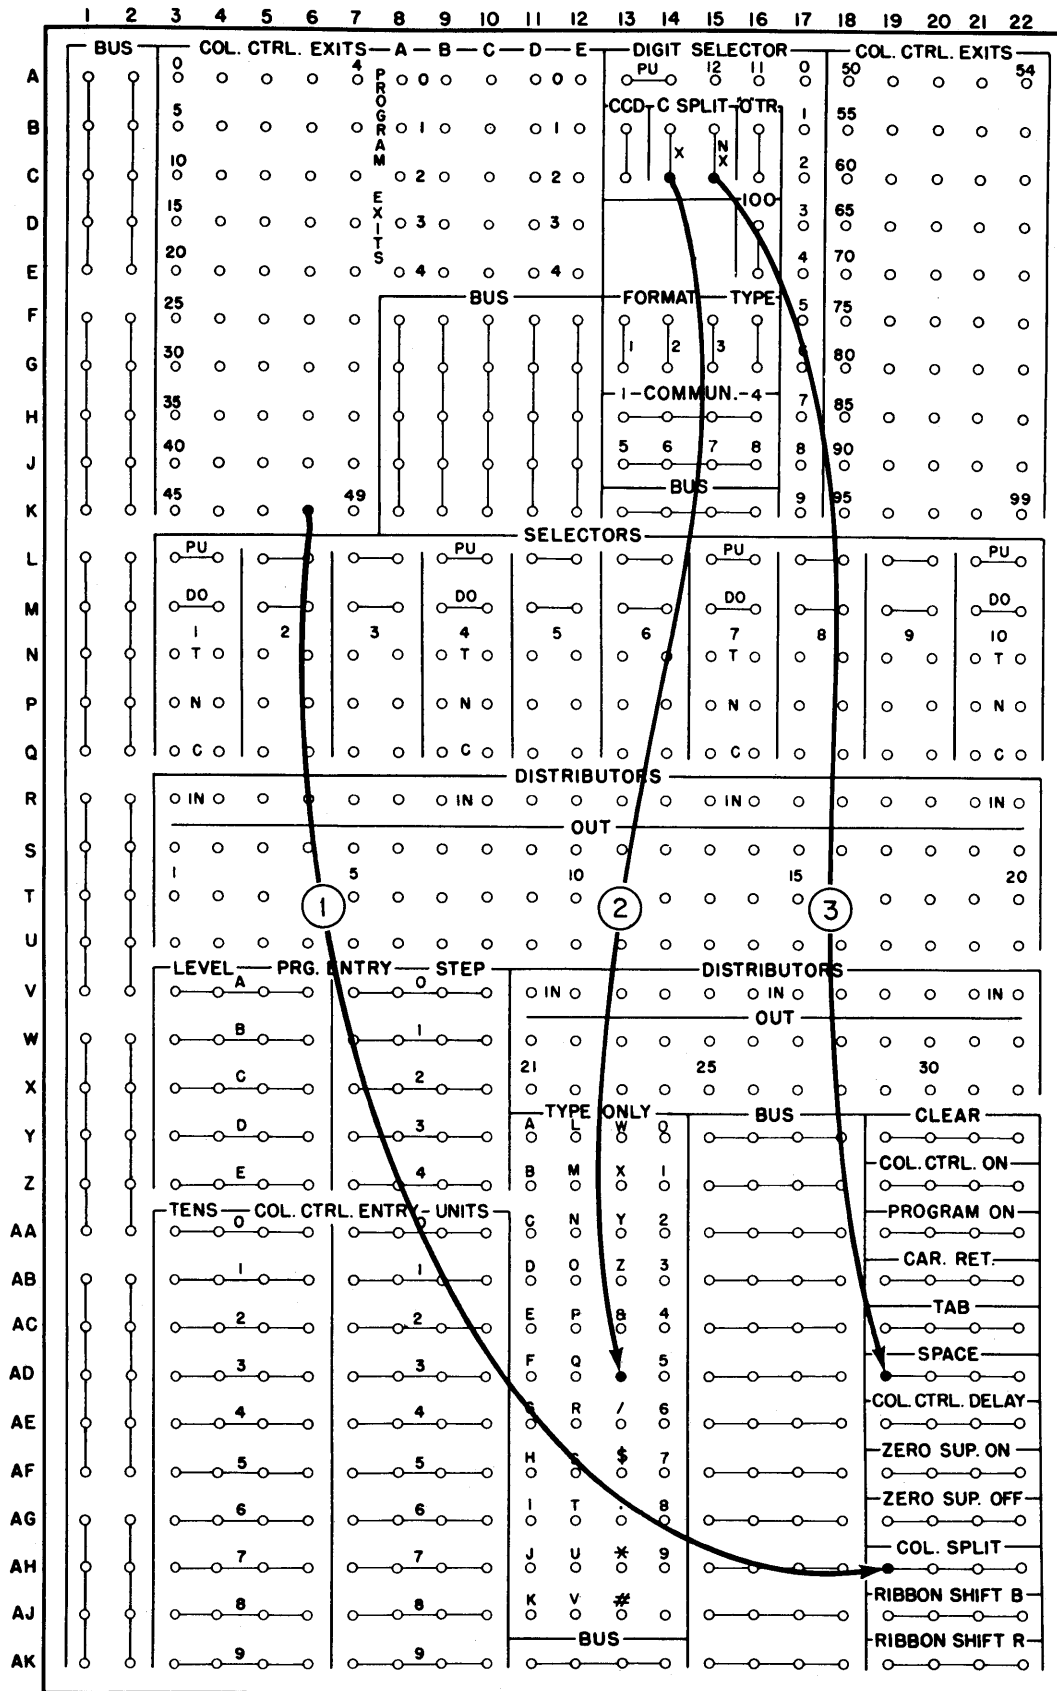 1 2 3 4 5 6 7 8 9 10 11 12 13 14 15 16 17 18 19 20 21 22
BUS COL. CTRL. EXITS A B C D E DIGIT SELECTOR COL. CTRL. EXITS
A 0 4 0 0 PU 12 11 0 50 54
PROGRAM EXITS
CCD C SPLIT "O"TR.
B 5 1 1 1 55
X NX
C 10 2 2 2 60
100
D 15 3 3 3 65
E 20 4 4 4 70
BUS FORMAT TYPE
F 25 5 75
G 30 1 2 3 6 80
1-COMMUN.-4
H 35 7 85
J 40 5 6 7 8 8 90
BUS
K 45 49 9 95 99
SELECTORS
L PU PU PU PU
M DO DO DO DO
1 2 3 4 5 6 7 8 9 10
N T T T T
P N N N N
Q C C C C
DISTRIBUTORS
R IN IN IN IN
OUT
S
1 5 10 15 20
T 1 2 3
U
LEVEL PRG. ENTRY STEP DISTRIBUTORS
V A 0 IN IN IN
OUT
W B 1
21 25 30
X C 2
TYPE ONLY BUS CLEAR
Y D 3 A L W 0
COL. CTRL. ON
Z E 4 B M X 1
TENS COL. CTRL. ENTRY UNITS PROGRAM ON
AA 0 0 C N Y 2
CAR. RET.
AB 1 1 D O Z 3
TAB
AC 2 2 E P & 4
SPACE
AD 3 3 F Q 5
COL. CTRL. DELAY
AE 4 4 G R / 6
ZERO SUP. ON
AF 5 5 H S $ 7
ZERO SUP. OFF
AG 6 6 I T . 8
COL. SPLIT
AH 7 7 J U * 9
RIBBON SHIFT B
AJ 8 8 K V #
BUS RIBBON SHIFT R
AK 9 9